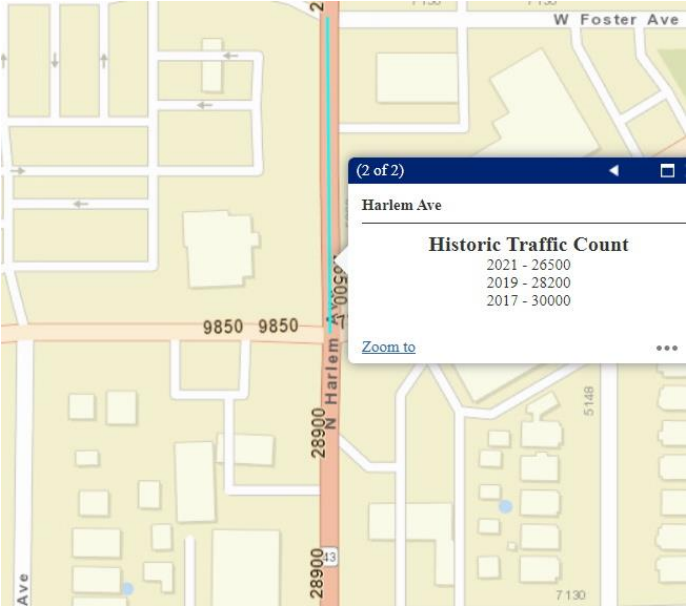 W Foster Ave
(2 of 2)
Harlem Ave
Historic Traffic Count
2021 - 26500
2019 - 28200
2017 - 30000
Zoom to
9850 9850
N Harlem Ave
28900
5148
43
28900
7130
Ave